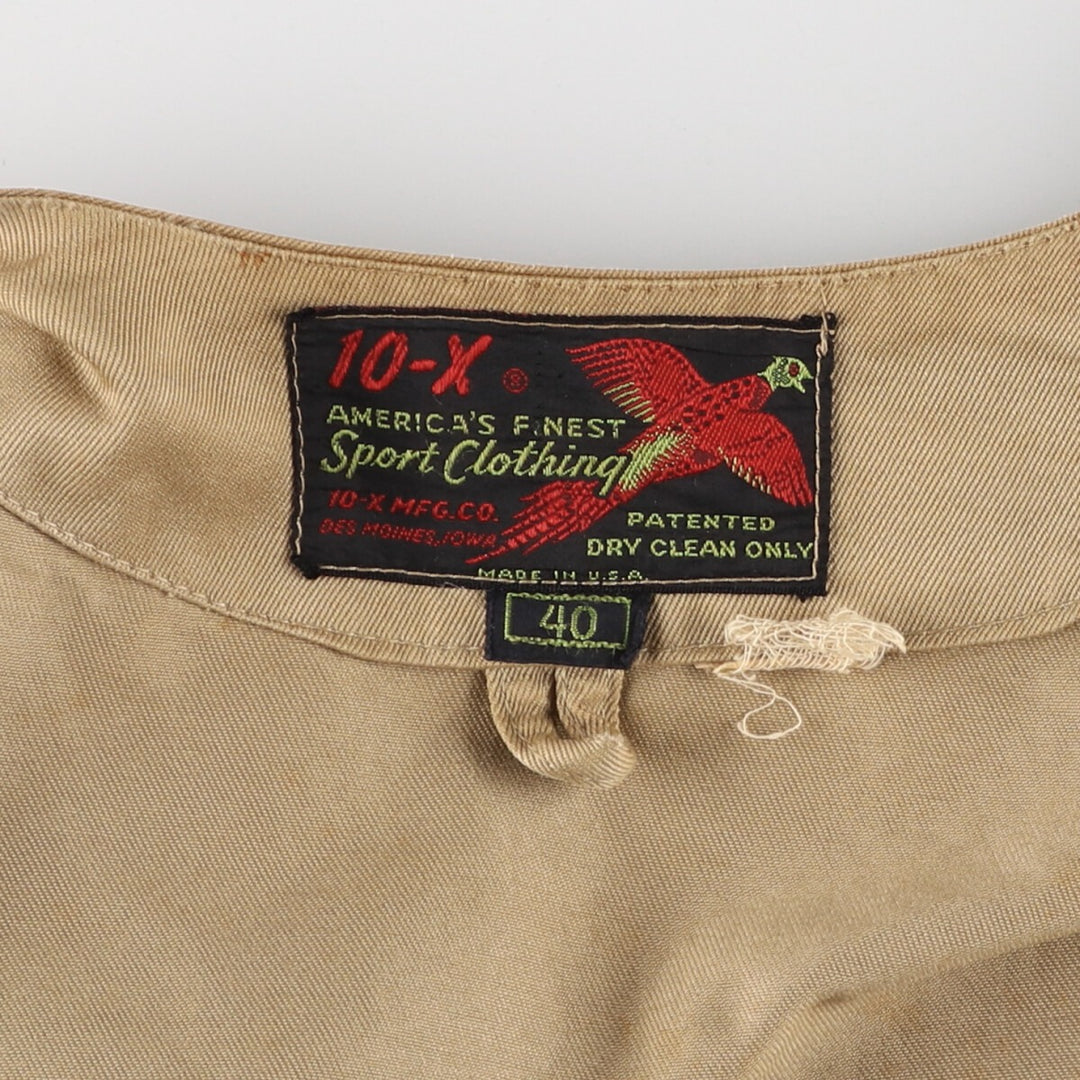 10-X ®
AMERICA'S FINEST
Sport Clothing
10-X MFG. CO.
DES MOINES, IOWA
PATENTED
DRY CLEAN ONLY
MADE IN U.S.A.
40